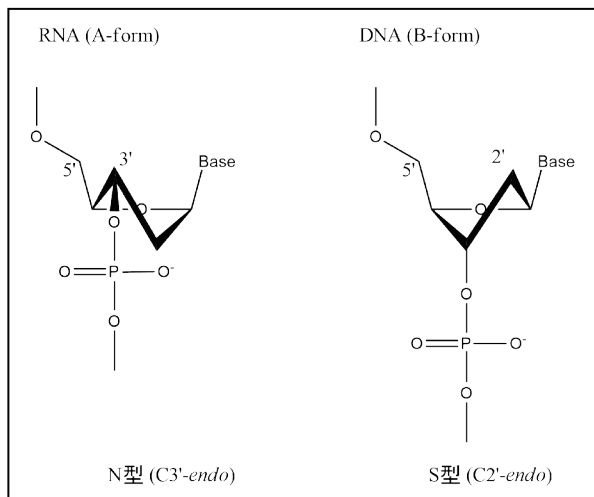 RNA (A-form)
DNA (B-form)
O
5'
3'
Base
O
O
O
P
O-
O
O
5'
2'
Base
O
O
O
P
O-
O
N型 (C3'-endo)
S型 (C2'-endo)